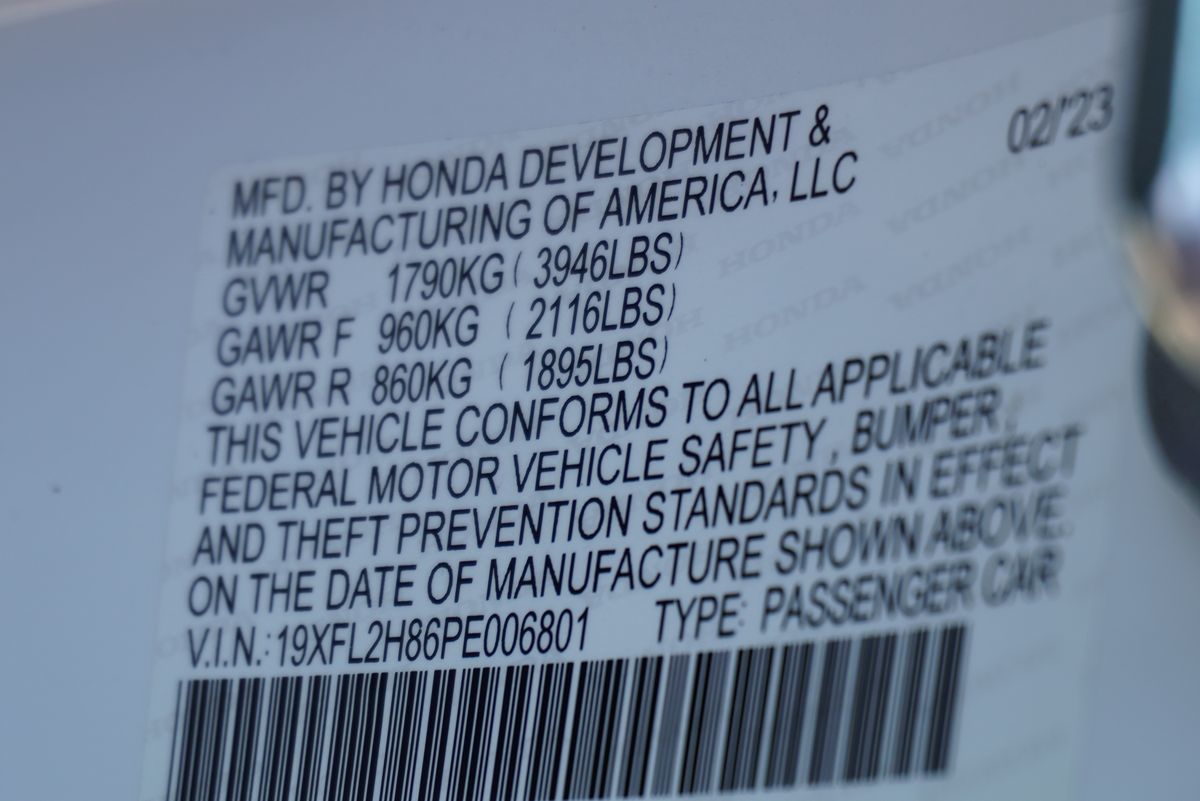 MFD. BY HONDA DEVELOPMENT & 02/'23
MANUFACTURING OF AMERICA, LLC
GVWR 1790KG ( 3946LBS)
GAWR F 960KG ( 2116LBS)
GAWR R 860KG ( 1895LBS)
THIS VEHICLE CONFORMS TO ALL APPLICABLE
FEDERAL MOTOR VEHICLE SAFETY , BUMPER,
AND THEFT PREVENTION STANDARDS IN EFFECT
ON THE DATE OF MANUFACTURE SHOWN ABOVE.
V.I.N.: 19XFL2H86PE006801 TYPE: PASSENGER CAR